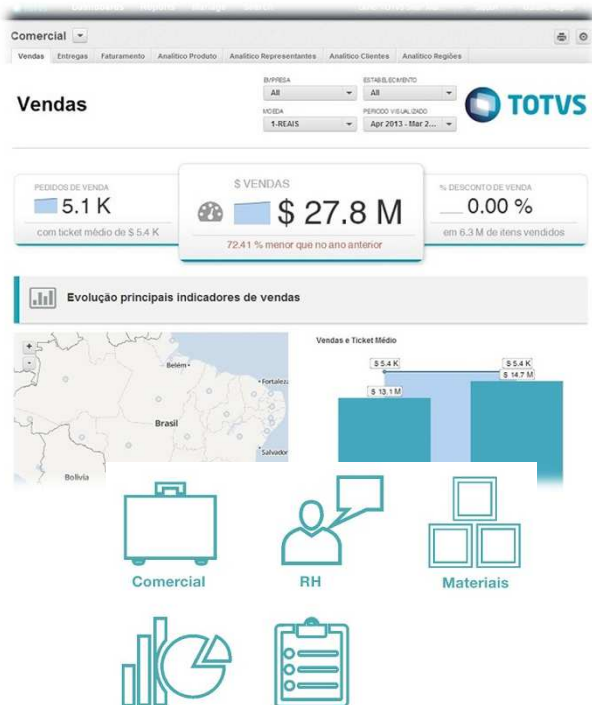 Comercial
Vendas Entregas Faturamento Analítico Produto Analítico Representantes Analítico Clientes Analítico Regiões
EMPRESA ESTABELECIMENTO
All All
Vendas
TOTVS
MOEDA PERIODO VISUALIZADO
1-REAIS Apr 2013 - Mar 2...
PEDIDOS DE VENDA
5.1 K
com ticket médio de $ 5.4 K
$ VENDAS
$ 27.8 M
72.41 % menor que no ano anterior
% DESCONTO DE VENDA
0.00 %
em 6.3 M de itens vendidos
Evolução principais indicadores de vendas
+
-
Belém
Fortaleza
Brasil
Salvador
Bolivia
Vendas e Ticket Médio
$ 5.4 K $ 5.4 K
$ 13.1 M $ 14.7 M
Comercial
RH
Materiais